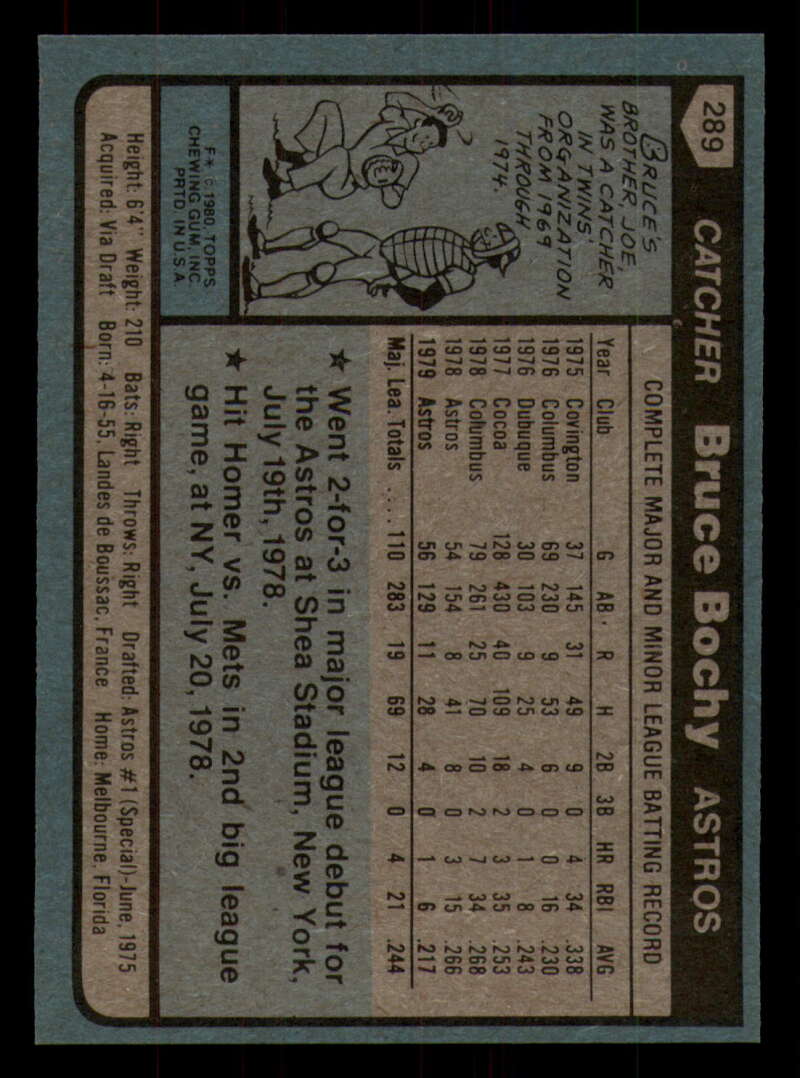 289
CATCHER Bruce Bochy ASTROS
BRUCE'S
BROTHER, JOE,
WAS A CATCHER
IN TWINS'
ORGANIZATION
FROM 1969
THROUGH
1974.
F★ © 1980 TOPPS
CHEWING GUM, INC.
PRTD. IN U.S.A.
COMPLETE MAJOR AND MINOR LEAGUE BATTING RECORD
Year Club G AB R H 2B 3B HR RBI AVG
1975 Covington 37 145 31 49 9 0 4 34 .338
1976 Columbus 69 230 9 53 6 0 0 16 .230
1976 Dubuque 30 103 9 25 4 0 1 8 .243
1977 Cocoa 128 430 40 109 18 2 3 35 .253
1978 Columbus 79 261 25 70 10 2 7 34 .268
1978 Astros 54 154 8 41 8 0 3 15 .266
1979 Astros 56 129 11 28 4 0 1 6 .217
Maj. Lea. Totals .... 110 283 19 69 12 0 4 21 .244
★ Went 2-for-3 in major league debut for
the Astros at Shea Stadium, New York,
July 19th, 1978.
★ Hit Homer vs. Mets in 2nd big league
game, at NY, July 20, 1978.
Height: 6'4" Weight: 210 Bats: Right Throws: Right Drafted: Astros #1 (Special)-June, 1975
Acquired: Via Draft Born: 4-16-55, Landes de Boussac, France Home: Melbourne, Florida